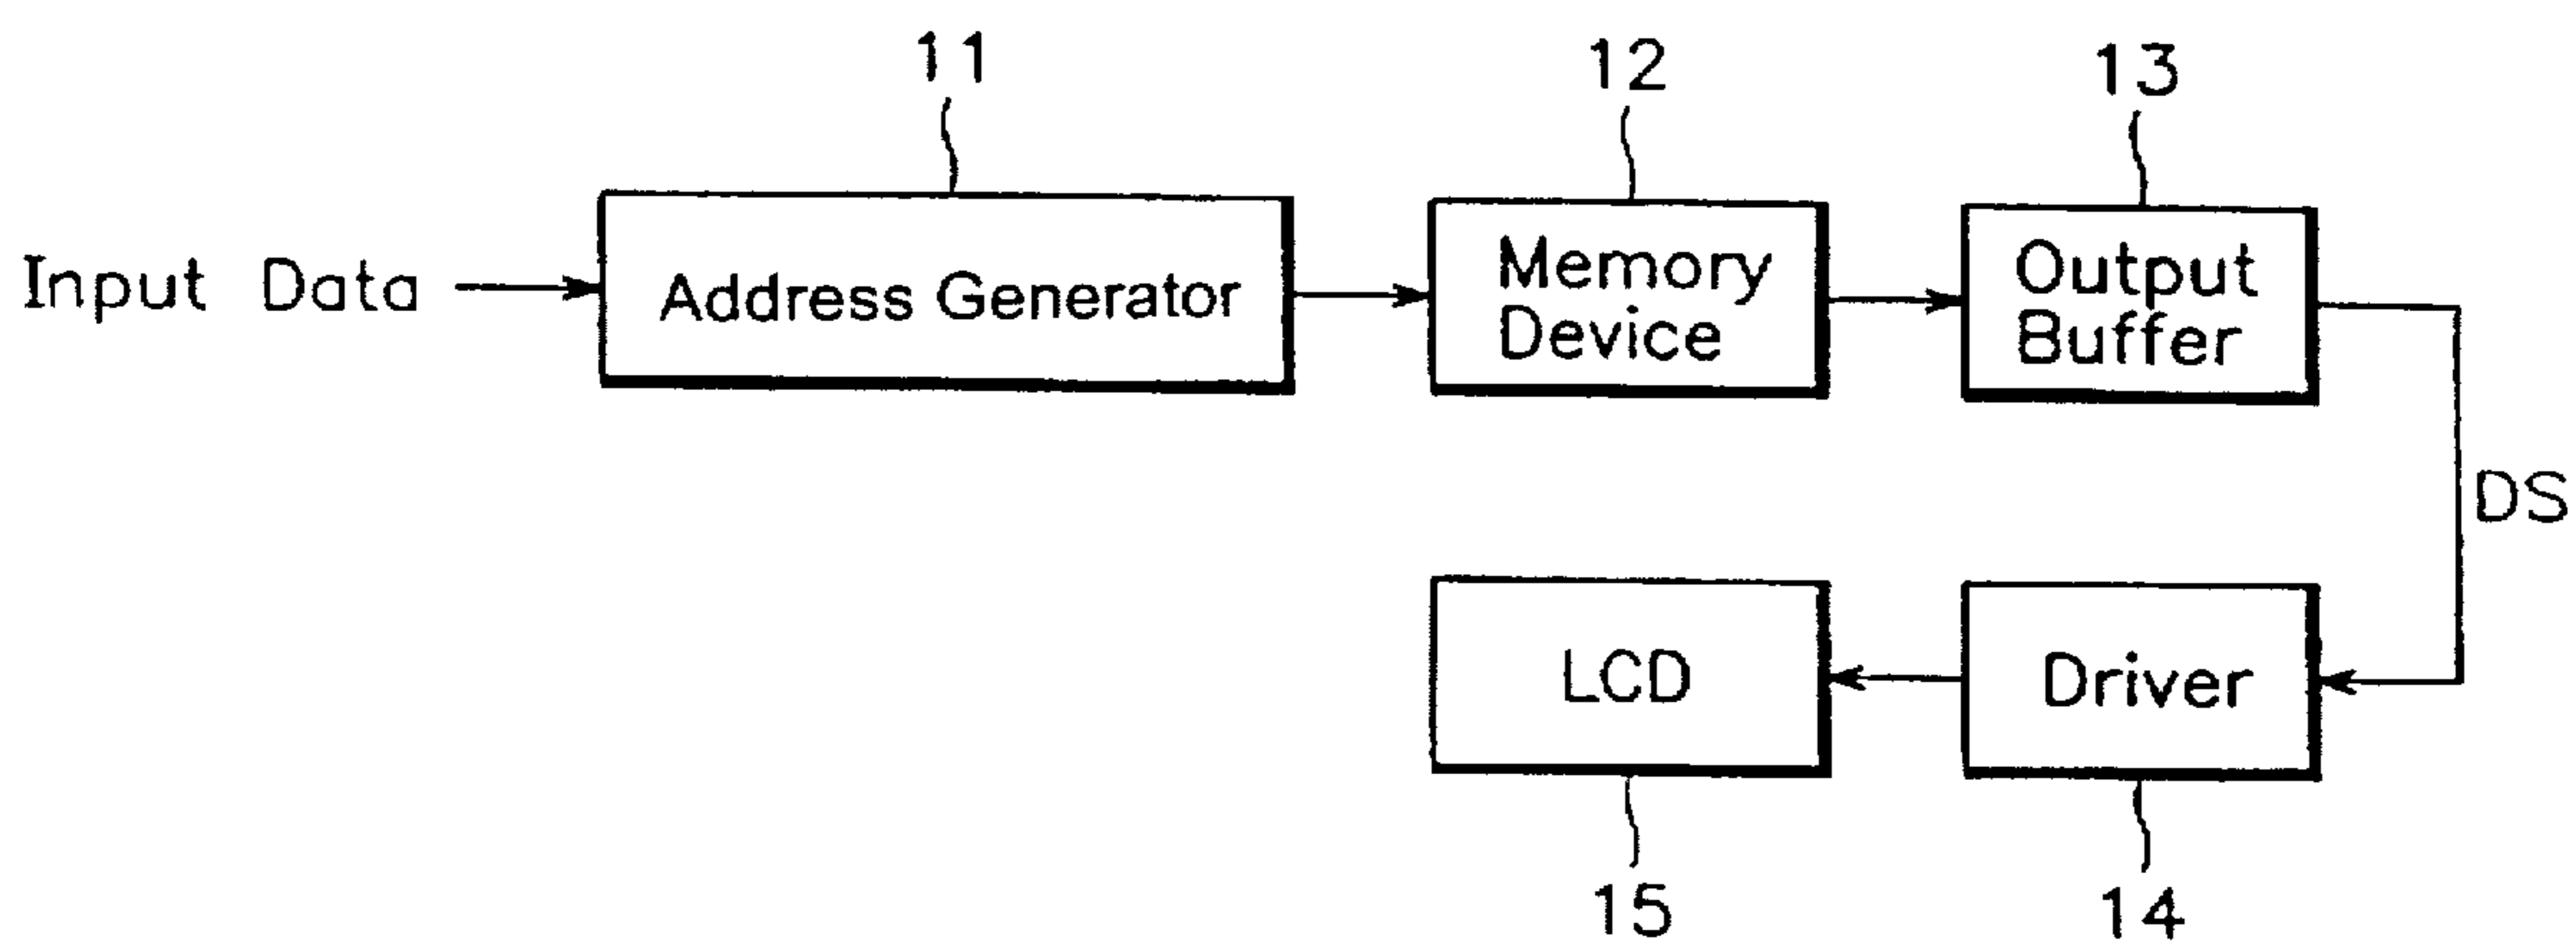 11
12
13
Input Data
Address Generator
Memory
Device
Output
Buffer
DS
LCD
Driver
15
14